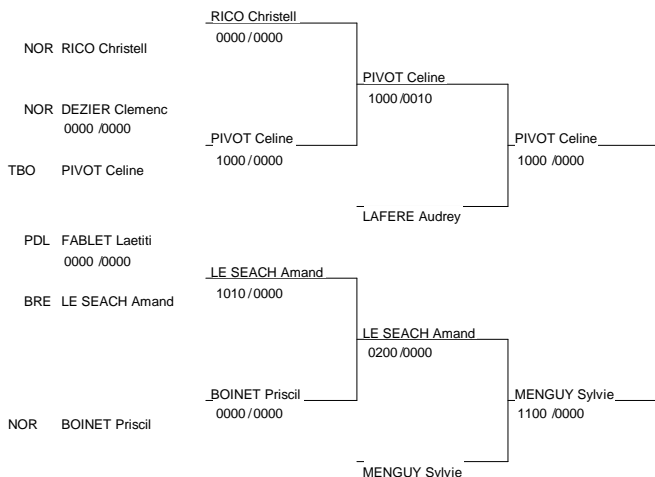 RICO Christell
0000/0000
NOR RICO Christell
PIVOT Celine
1000/0010
NOR DEZIER Clemenc
0000 /0000
PIVOT Celine
1000/0000
PIVOT Celine
1000 /0000
TBO PIVOT Celine
LAFERE Audrey
PDL FABLET Laetiti
0000 /0000
LE SEACH Amand
1010/0000
BRE LE SEACH Amand
LE SEACH Amand
0200/0000
BOINET Priscil
0000/0000
MENGUY Sylvie
1100 /0000
NOR BOINET Priscil
MENGUY Sylvie